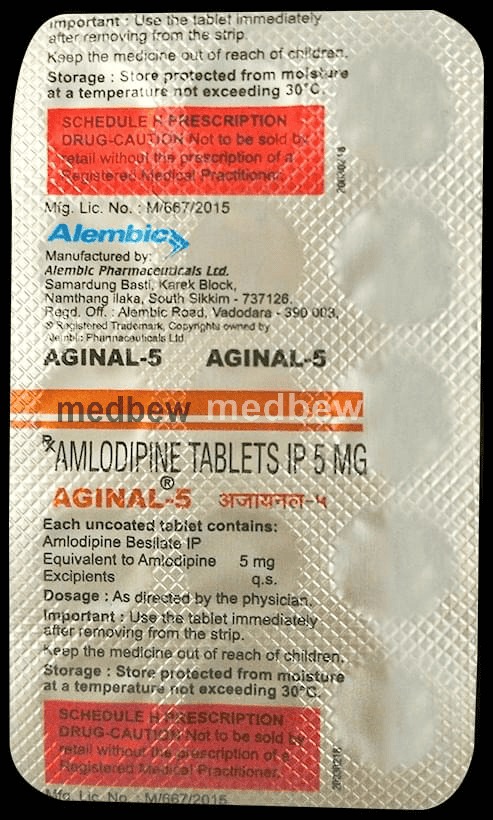 Important : Use the tablet immediately
after removing from the strip.
Keep the medicine out of reach of children.
Storage : Store protected from moisture
at a temperature not exceeding 30°C.
SCHEDULE H PRESCRIPTION
DRUG-CAUTION Not to be sold by
retail without the prescription of a
Registered Medical Practitioner.
Mfg. Lic. No. : M/667/2015
Alembic
Manufactured by:
Alembic Pharmaceuticals Ltd.
Samardung Basti, Karek Block,
Namthang ilaka, South Sikkim - 737126.
Regd. Off. : Alembic Road, Vadodara - 390 003.
® Registered Trademark, Copyrights owned by
Alembic Pharmaceuticals Ltd
AGINAL-5 AGINAL-5
medbew medbew
Rx AMLODIPINE TABLETS IP 5 MG
AGINAL®-5 अजायनल-५
Each uncoated tablet contains:
Amlodipine Besilate IP
Equivalent to Amlodipine 5 mg
Excipients q.s.
Dosage : As directed by the physician.
Important : Use the tablet immediately
after removing from the strip.
Keep the medicine out of reach of children.
Storage : Store protected from moisture
at a temperature not exceeding 30°C.
SCHEDULE H PRESCRIPTION
DRUG-CAUTION Not to be sold by
retail without the prescription of a
Registered Medical Practitioner.
Mfg. Lic. No. : M/667/2015